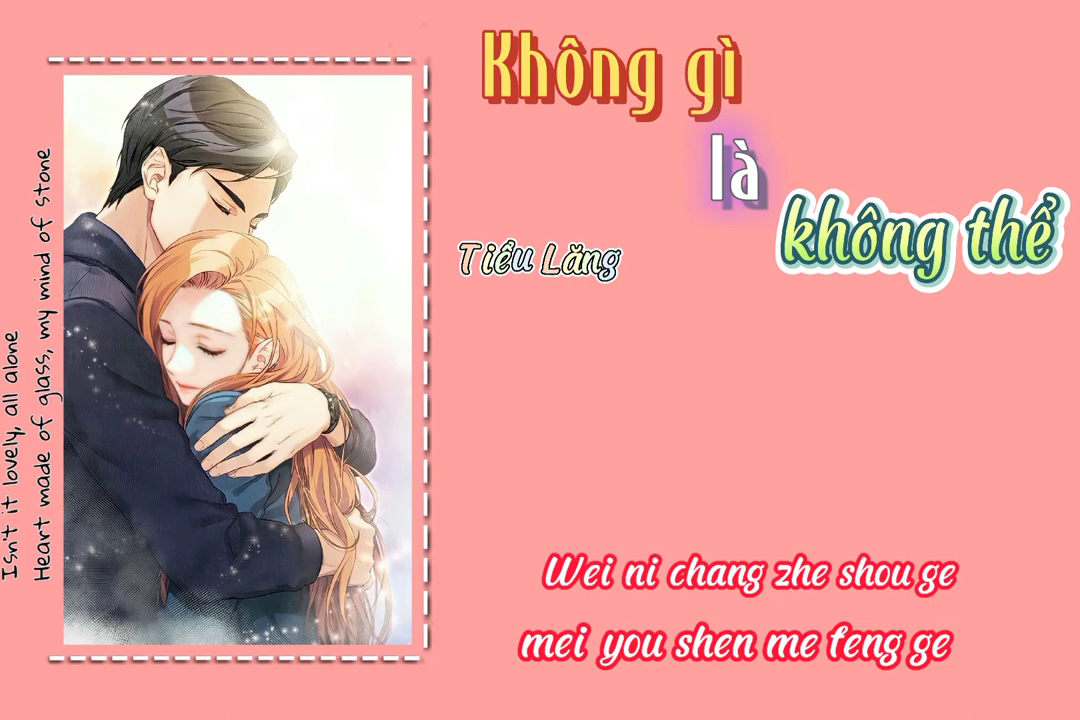 Không gì
là
không thể
Tiểu Lăng
Isn't it lovely, all alone
Heart made of glass, my mind of stone
Wei ni chang zhe shou ge
mei you shen me feng ge